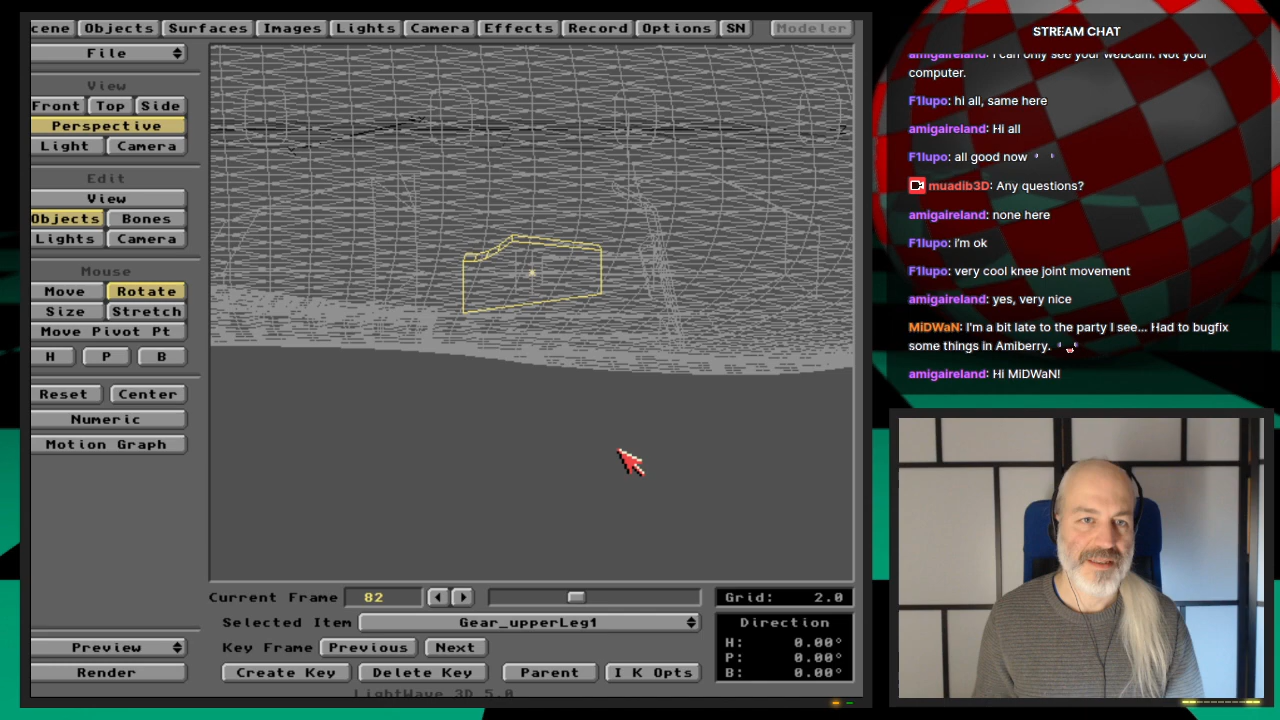 cene Objects Surfaces Images Lights Camera Effects Record Options SN Modeler
File
View
Front Top Side
Perspective
Light Camera
Edit
View
Objects Bones
Lights Camera
Mouse
Move Rotate
Size Stretch
Move Pivot Pt
H P B
Reset Center
Numeric
Motion Graph
Preview
Render
Current Frame 82
Selected Item Gear_upperLeg1
Key Frame Previous Next
Create Key Delete Key Parent I K Opts
LightWave 3D 5.0
Grid: 2.0
Direction
H: 0.00°
P: 0.00°
B: 0.00°
STREAM CHAT
amigaireland: I can only see your webcam. Not your
computer.
F1lupo: hi all, same here
amigaireland: Hi all
F1lupo: all good now
muadib3D: Any questions?
amigaireland: none here
F1lupo: i'm ok
F1lupo: very cool knee joint movement
amigaireland: yes, very nice
MiDWaN: I'm a bit late to the party I see... Had to bugfix
some things in Amiberry.
amigaireland: Hi MiDWaN!